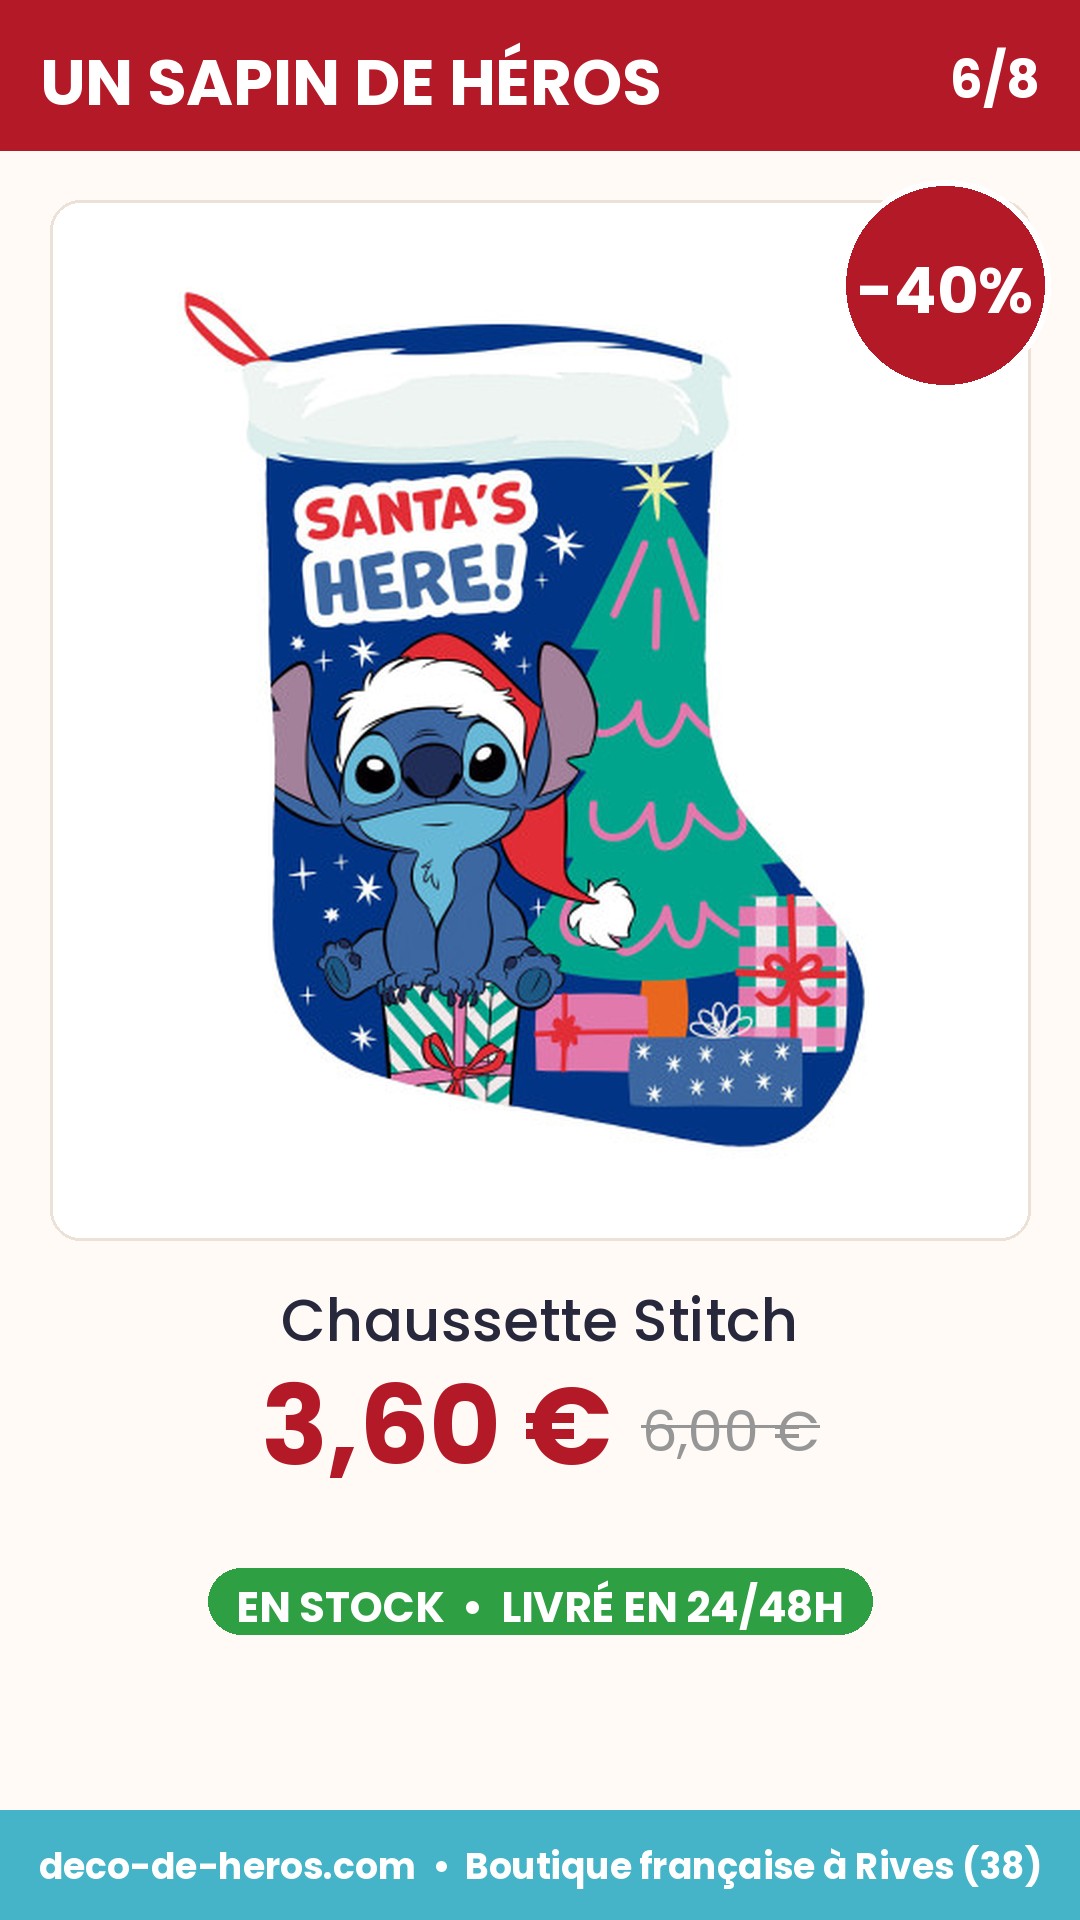 UN SAPIN DE HÉROS
6/8
-40%
SANTA'S
HERE!
Chaussette Stitch
3,60 € 6,00 €
EN STOCK • LIVRÉ EN 24/48H
deco-de-heros.com • Boutique française à Rives (38)